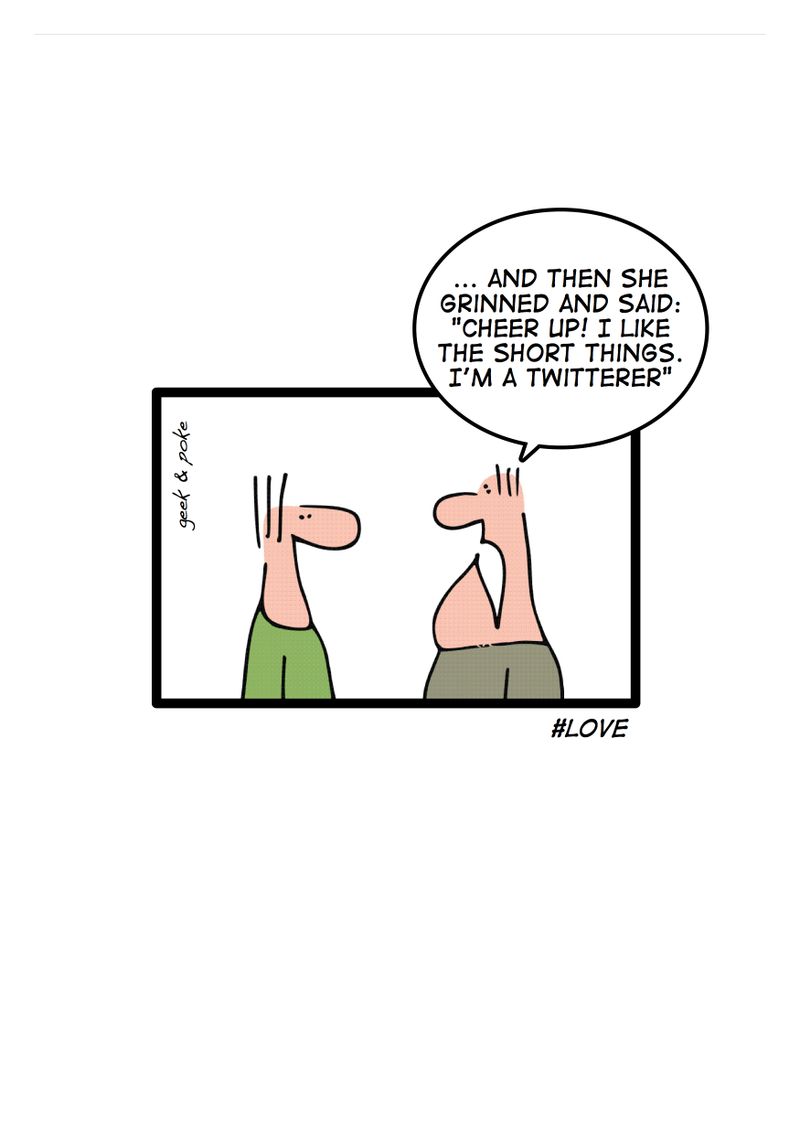 ... AND THEN SHE
GRINNED AND SAID:
"CHEER UP! I LIKE
THE SHORT THINGS.
I'M A TWITTERER"
geek & poke
#LOVE